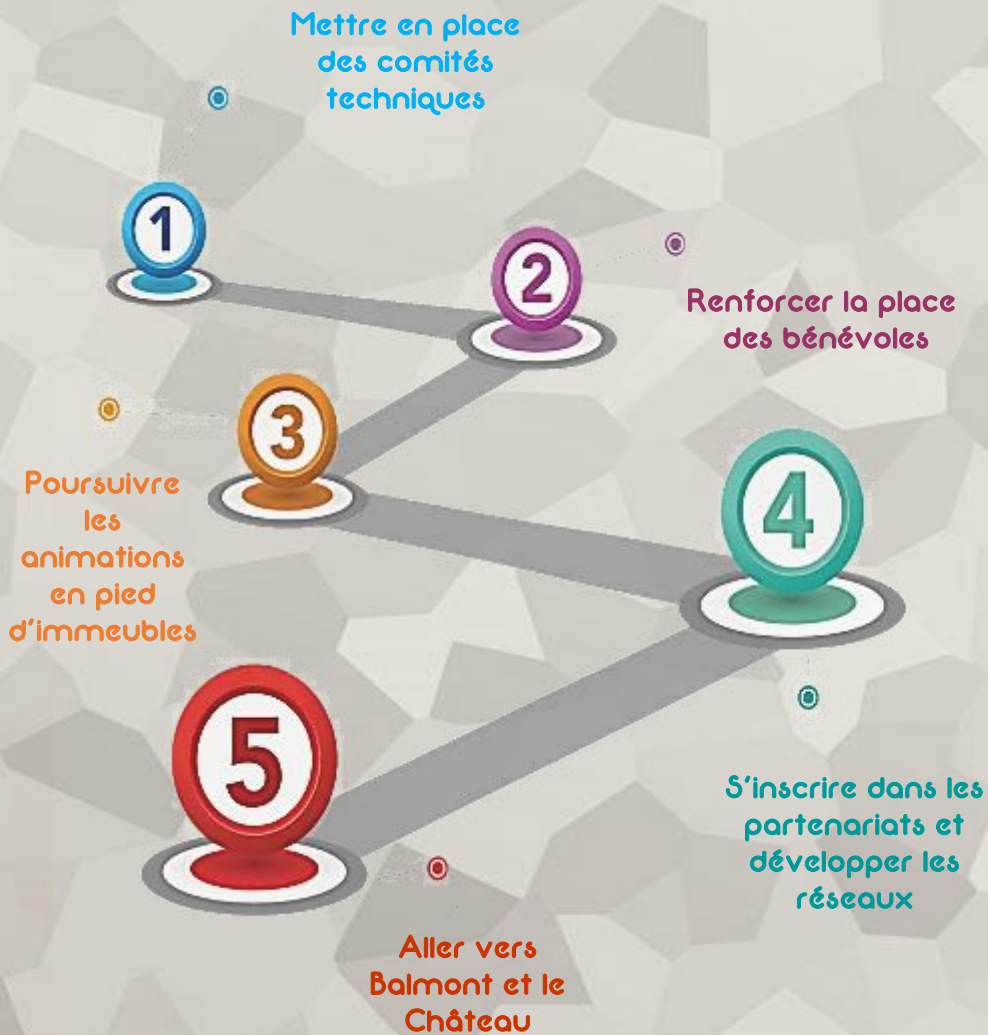 Mettre en place
des comités
techniques
1
2
Renforcer la place
des bénévoles
3
Poursuivre
les
animations
en pied
d'immeubles
4
S'inscrire dans les
partenariats et
développer les
réseaux
5
Aller vers
Balmont et le
Château